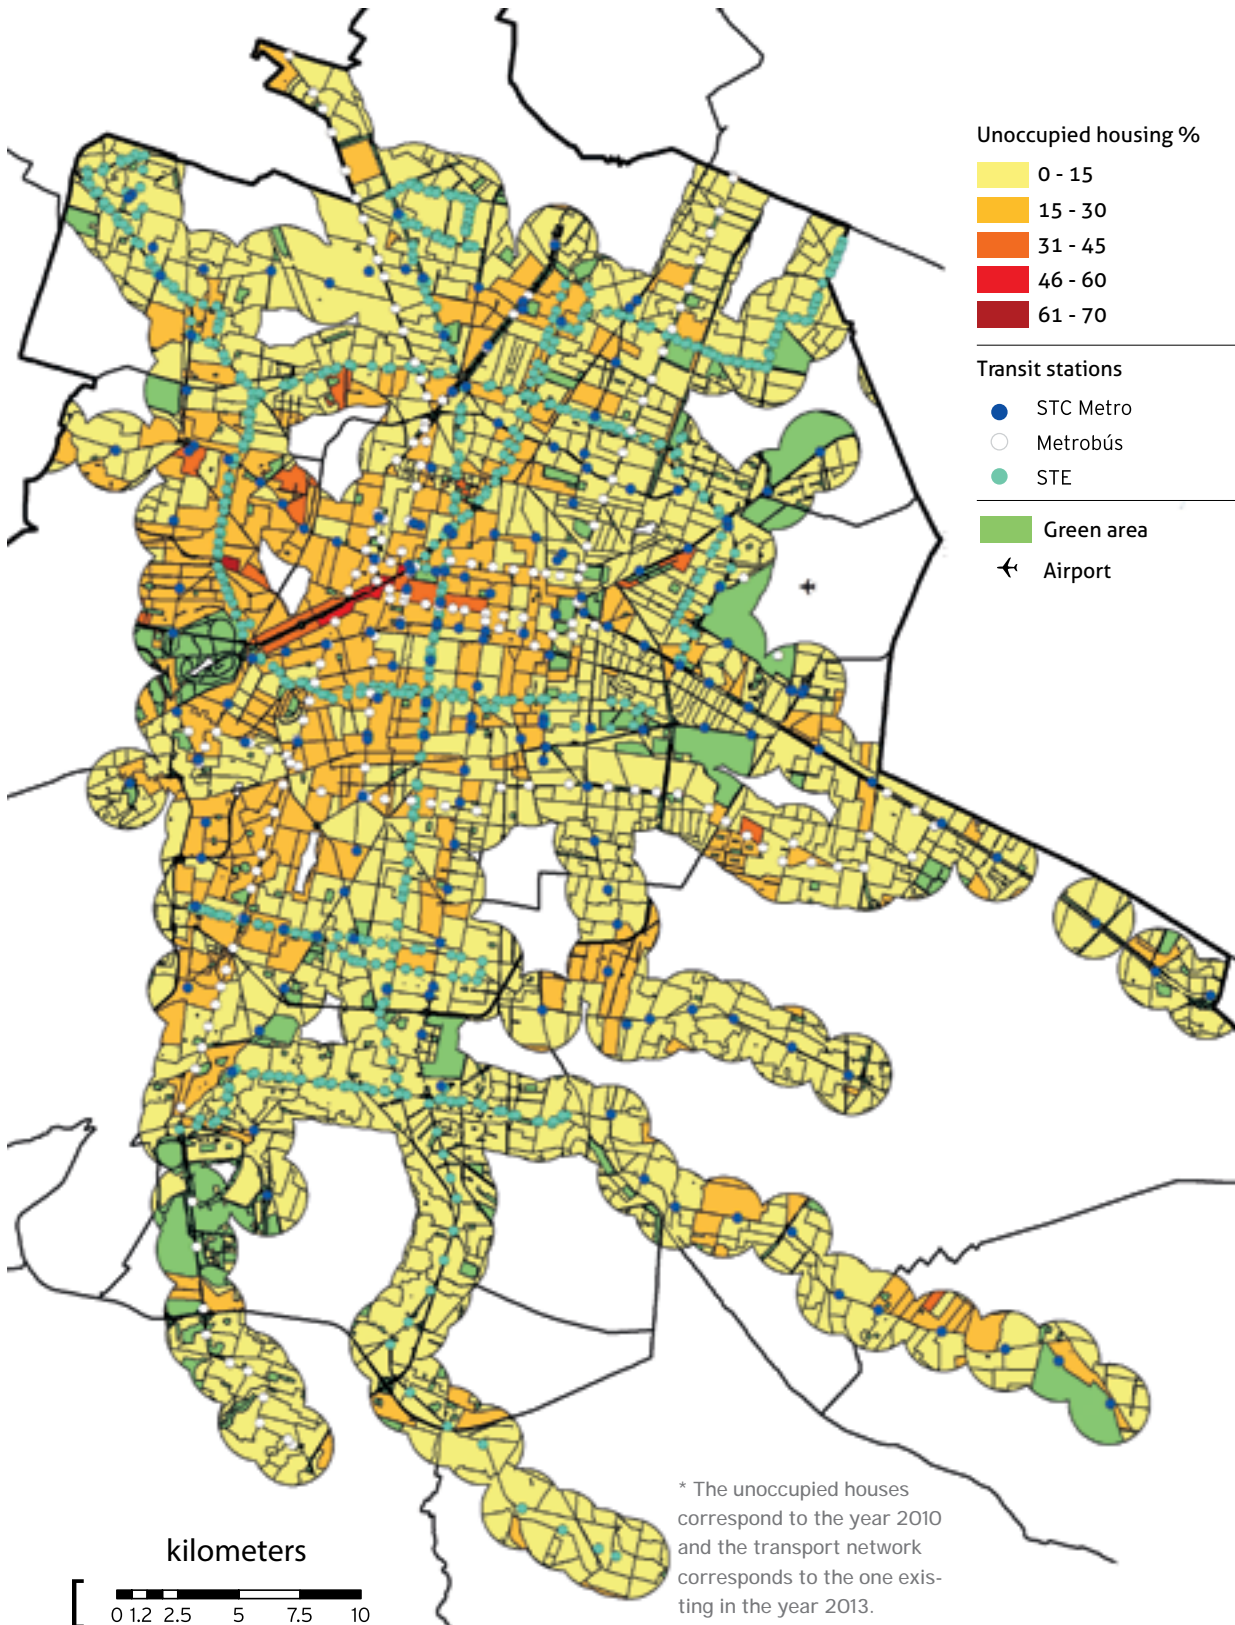 Unoccupied housing %
0 - 15
15 - 30
31 - 45
46 - 60
61 - 70
Transit stations
STC Metro
Metrobús
STE
Green area
Airport
* The unoccupied houses
correspond to the year 2010
and the transport network
corresponds to the one exis-
ting in the year 2013.
kilometers
0 1.2 2.5 5 7.5 10